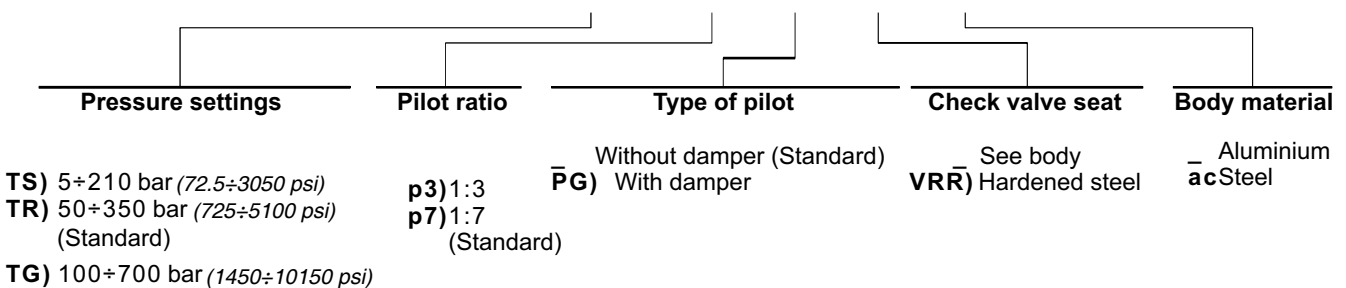 Pressure settings
TS) 5÷210 bar (72.5÷3050 psi)
TR) 50÷350 bar (725÷5100 psi)
(Standard)
TG) 100÷700 bar (1450÷10150 psi)
Pilot ratio
p3)1:3
p7)1:7
(Standard)
Type of pilot
_ Without damper (Standard)
PG) With damper
Check valve seat
_ See body
VRR) Hardened steel
Body material
_ Aluminium
acSteel